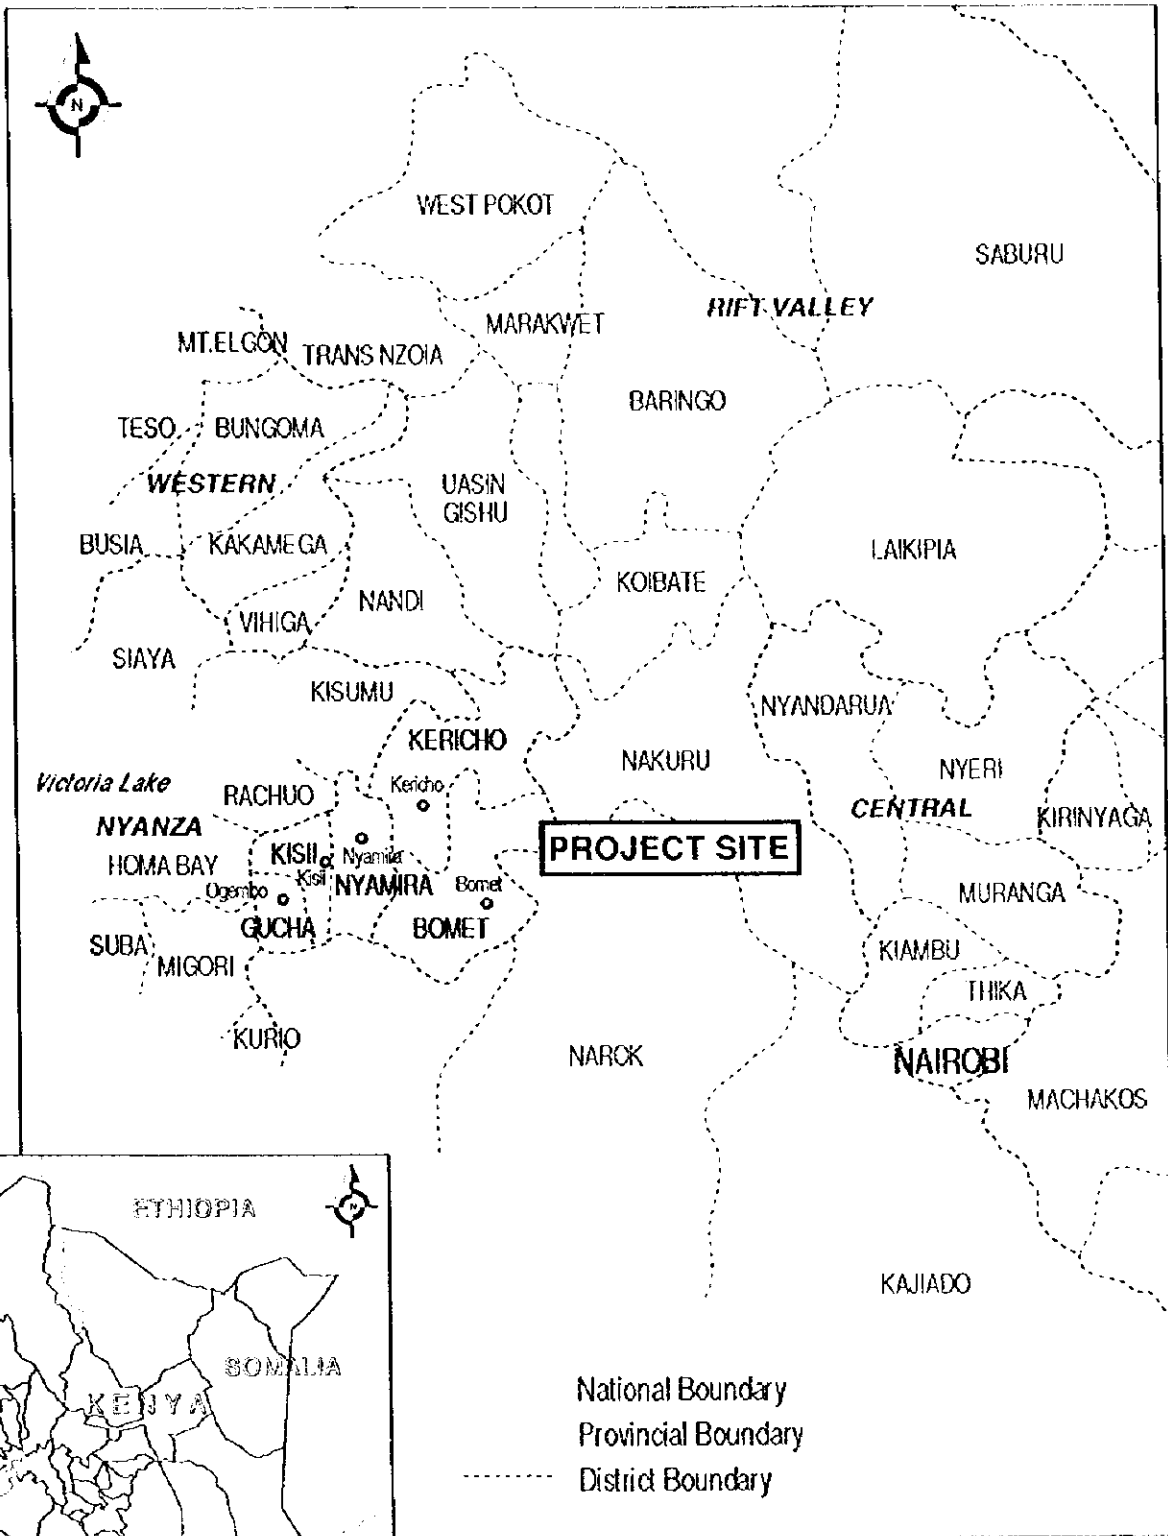 N
WEST POKOT
SABURU
RIFT VALLEY
MARAKWET
MT.ELGON
TRANS NZOIA
BARINGO
TESO
BUNGOMA
WESTERN
UASIN
GISHU
BUSIA
KAKAMEGA
LAIKIPIA
KOIBATE
NANDI
VIHIGA
SIAYA
KISUMU
NYANDARUA
KERICHO
NAKURU
NYERI
Victoria Lake
Kericho
RACHUO
CENTRAL
KIRINYAGA
NYANZA
PROJECT SITE
KISII
Nyamira
HOMA BAY
Kisii
NYAMIRA
Bomet
Ogembo
MURANGA
GUCHA
BOMET
SUBA
KIAMBU
MIGORI
THIKA
KURIO
NAROK
NAIROBI
MACHAKOS
N
ETHIOPIA
KAJIADO
SOMALIA
KENYA
National Boundary
Provincial Boundary
District Boundary